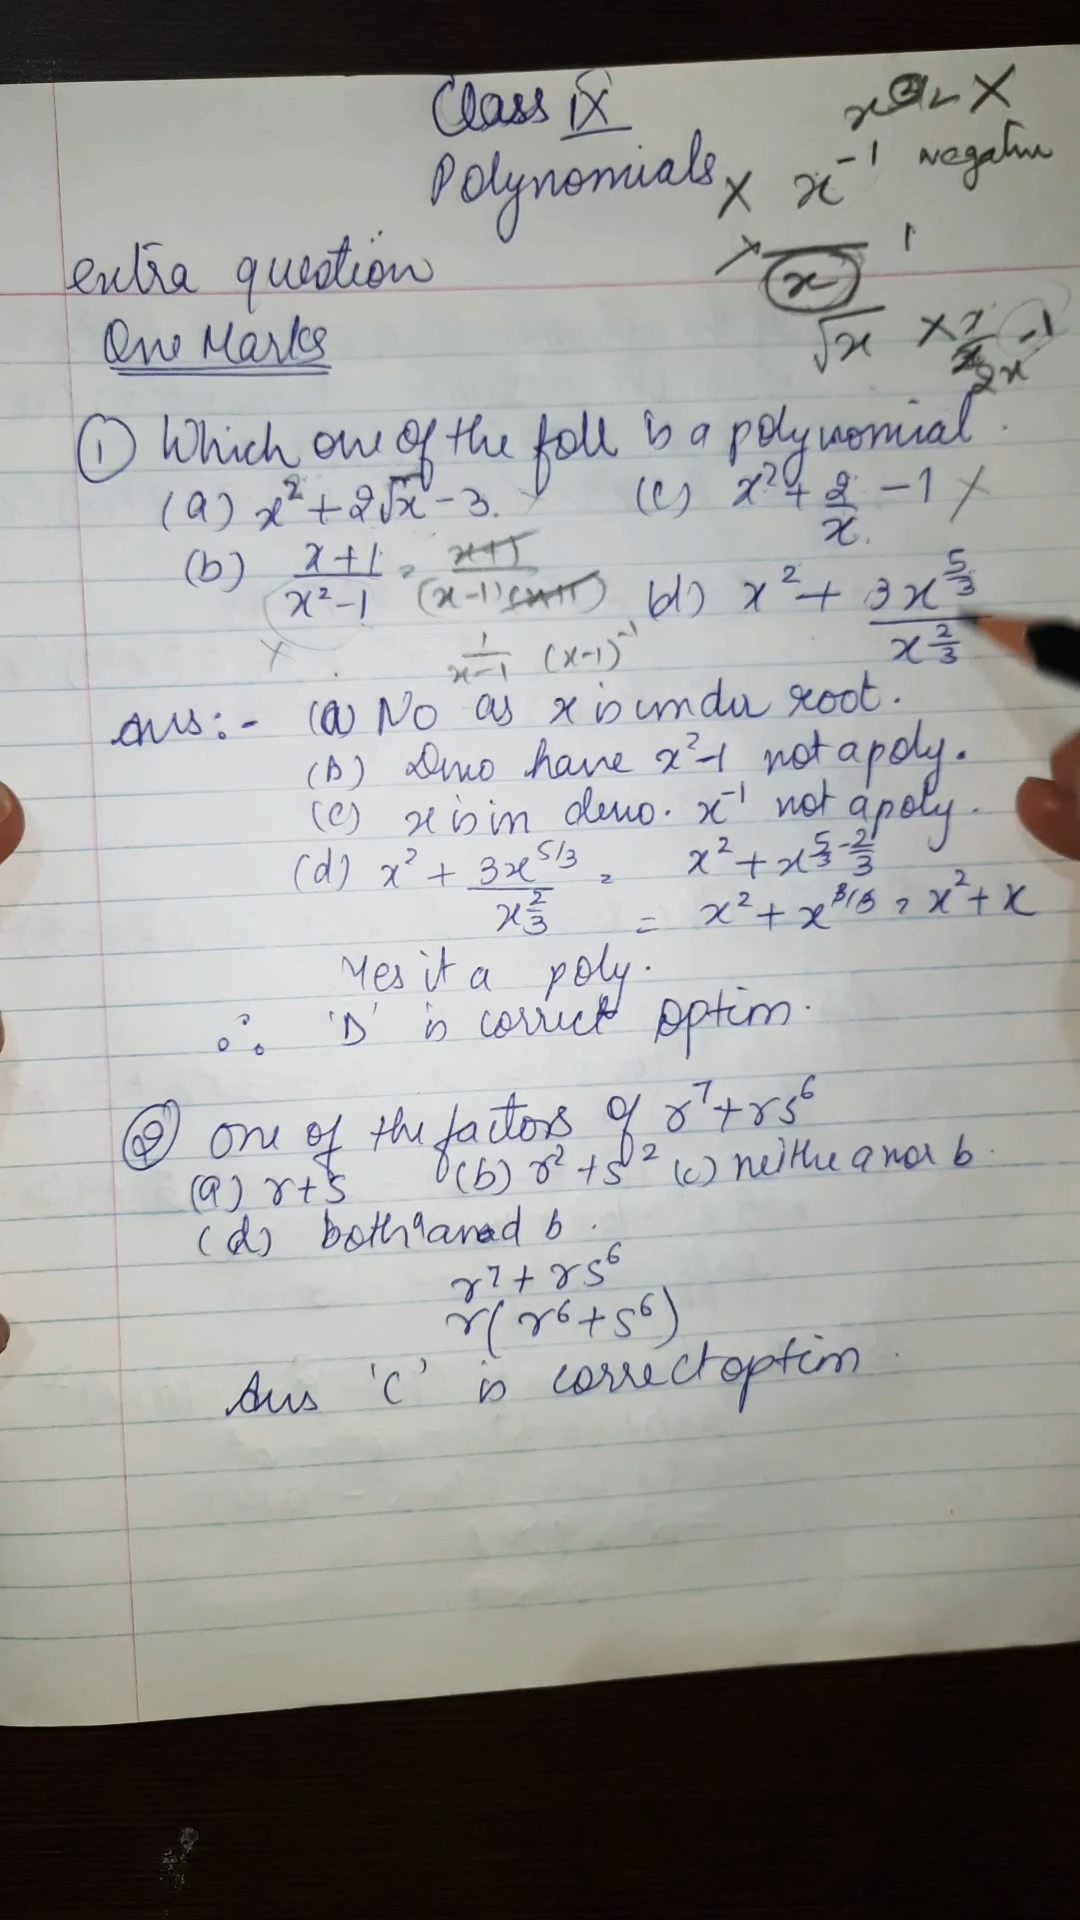 Class IX
Polynomials
x^-1 negative
1
x
√x × x^-1
2x
extra question
One Marks
① Which one of the foll is a polynomial.
(a) x² + 2√x - 3. (c) x² + 2/x - 1 ×
(b) x+1/x²-1 = x+1/(x-1)(x+1) (d) x² + 3x^5/3/x^2/3
1/x-1 (x-1)^-1
Ans:- (a) No as x is under root.
(B) Deno have x²-1 not a poly.
(c) x is in deno. x^-1 not a poly.
(d) x² + 3x^5/3/x^2/3 = x² + x^5/3-2/3
= x² + x^3/3 = x² + x
Yes it a poly.
∴ 'D' is correct option.
② One of the factors of r⁷+rs⁶
(a) r+s (b) r²+s² (c) neithe a nor b.
(d) both a and b.
r⁷ + rs⁶
r(r⁶+s⁶)
Ans 'C' is correct option.